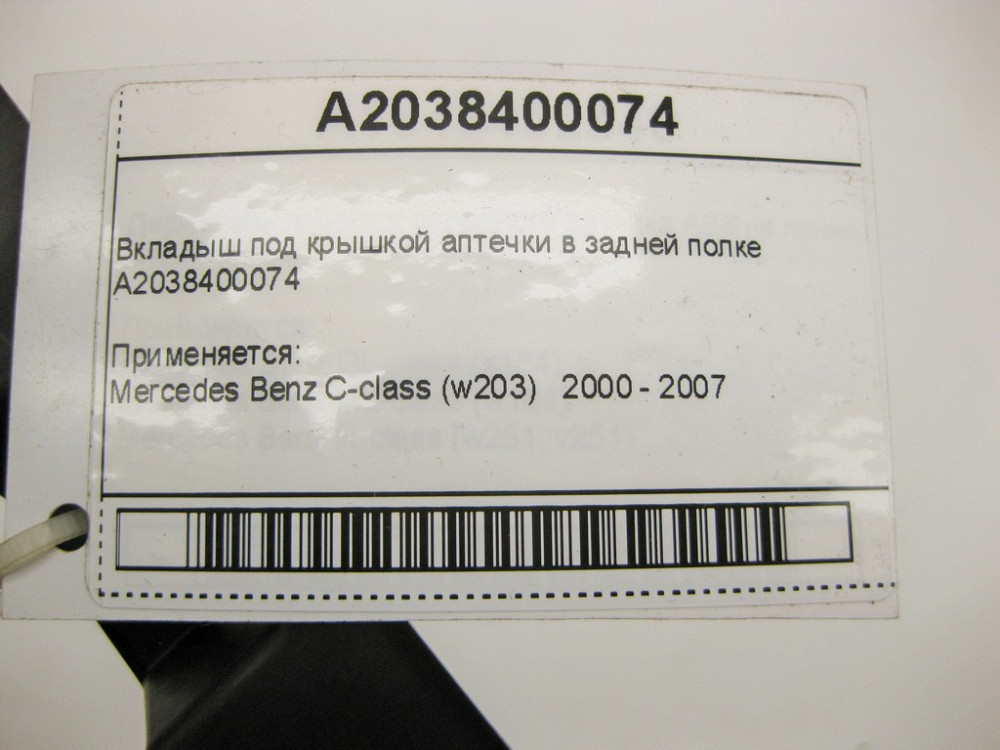 A2038400074
Вкладыш под крышкой аптечки в задней полке
A2038400074
Применяется:
Mercedes Benz C-class (w203) 2000 - 2007